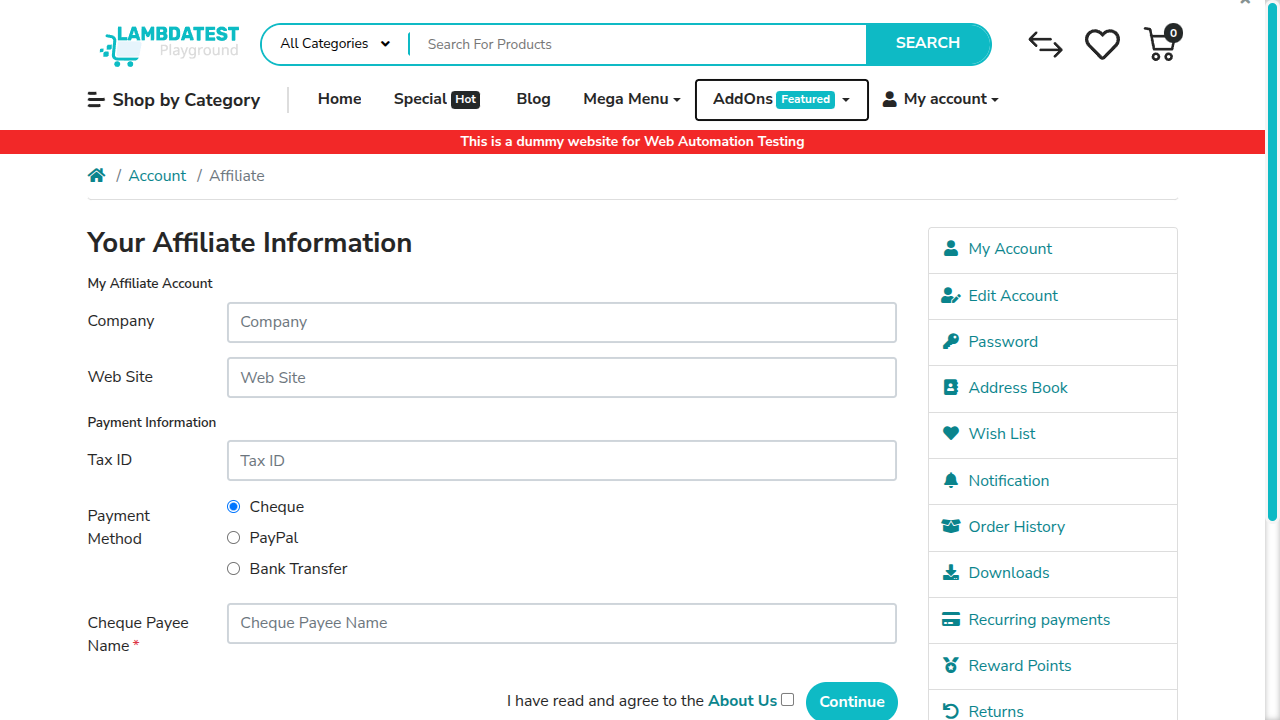 LAMBDATEST
Playground
All Categories
Search For Products
SEARCH
0
Shop by Category
Home
Special Hot
Blog
Mega Menu
AddOns Featured
My account
This is a dummy website for Web Automation Testing
/ Account / Affiliate
Your Affiliate Information
My Affiliate Account
Company
Company
Web Site
Web Site
Payment Information
Tax ID
Tax ID
Payment
Method
Cheque
PayPal
Bank Transfer
Cheque Payee
Name *
Cheque Payee Name
I have read and agree to the About Us
Continue
My Account
Edit Account
Password
Address Book
Wish List
Notification
Order History
Downloads
Recurring payments
Reward Points
Returns